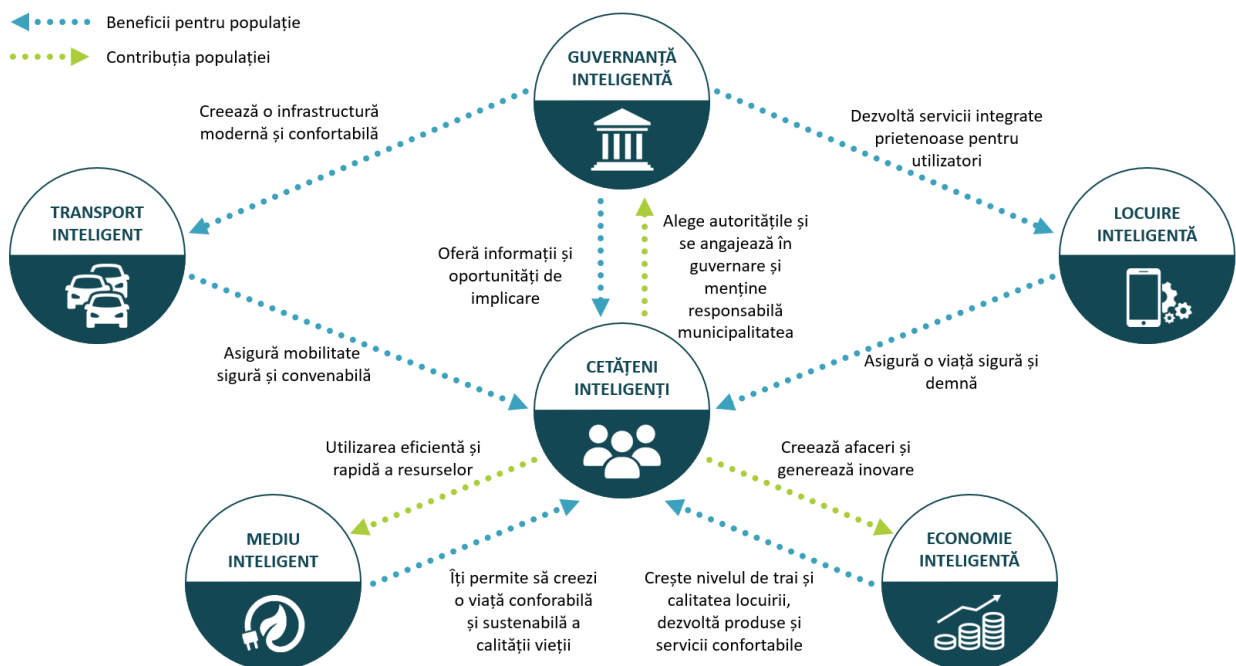 Beneficii pentru populație
Contribuția populației
GUVERNANȚĂ
INTELIGENTĂ
Creează o infrastructură
modernă și confortabilă
Dezvoltă servicii integrate
prietenoase pentru
utilizatori
TRANSPORT
INTELIGENT
LOCUIRE
INTELIGENTĂ
Oferă informații și
oportunități de
implicare
Alege autoritățile și
se angajează în
guvernare și
menține
responsabilă
municipalitatea
Asigură mobilitate
sigură și convenabilă
CETĂȚENI
INTELIGENȚI
Asigură o viață sigură și
demnă
Utilizarea eficientă și
rapidă a resurselor
Creează afaceri și
generează inovare
MEDIU
INTELIGENT
ECONOMIE
INTELIGENTĂ
Îți permite să creezi
o viață conforabilă
și sustenabilă a
calității vieții
Crește nivelul de trai și
calitatea locuirii,
dezvoltă produse și
servicii confortabile